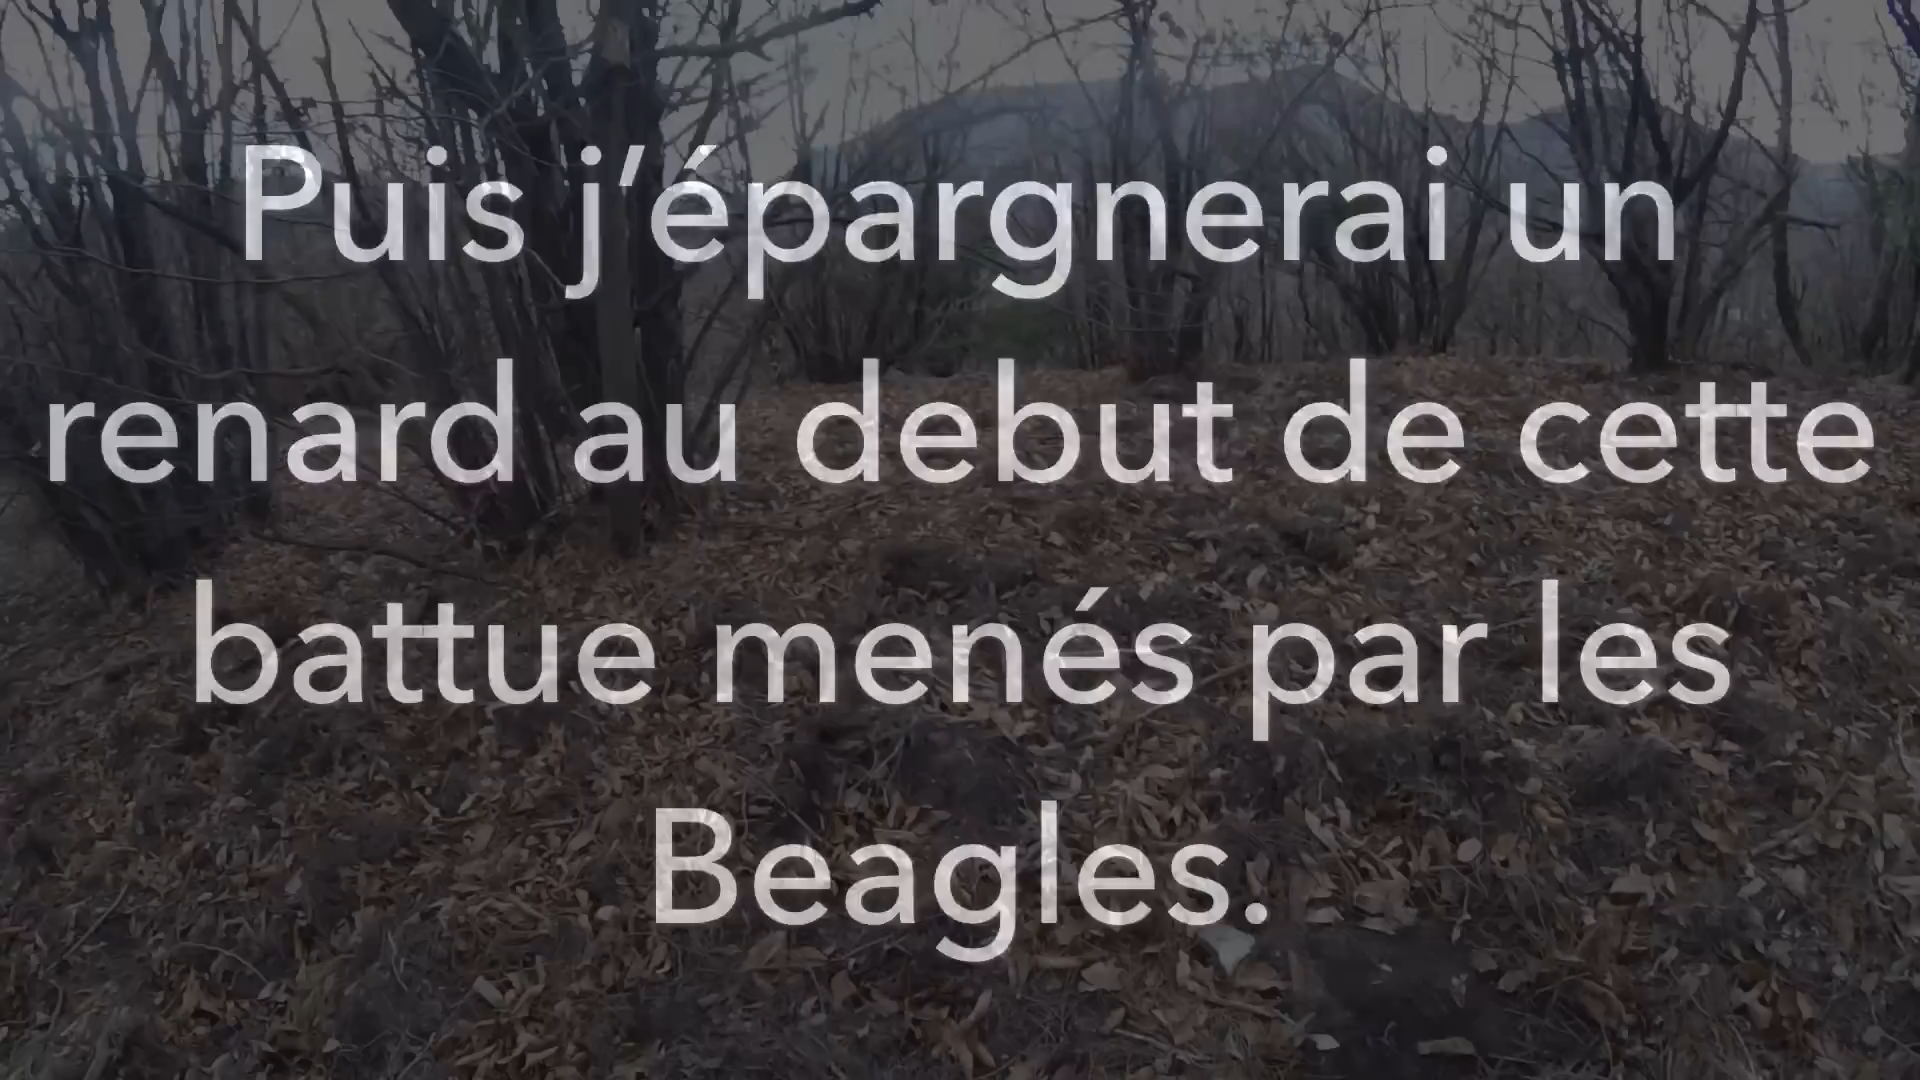 Puis j’épargnerai un
renard au debut de cette
battue menés par les
Beagles.